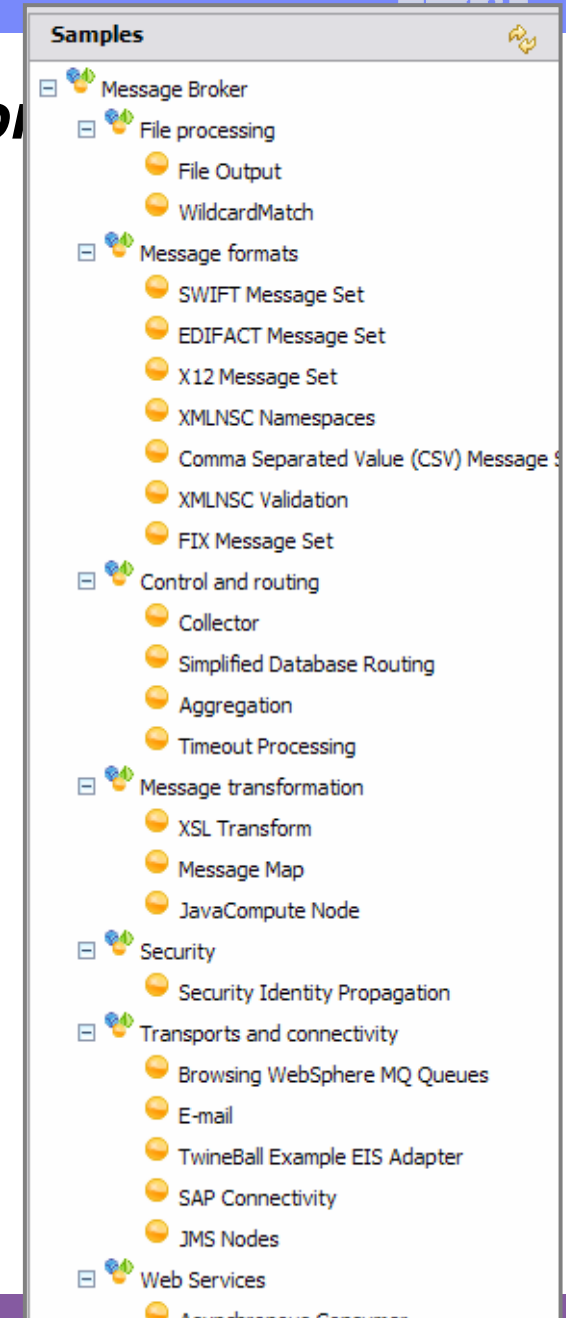 Samples
Message Broker
File processing
File Output
WildcardMatch
Message formats
SWIFT Message Set
EDIFACT Message Set
X12 Message Set
XMLNSC Namespaces
Comma Separated Value (CSV) Message
XMLNSC Validation
FIX Message Set
Control and routing
Collector
Simplified Database Routing
Aggregation
Timeout Processing
Message transformation
XSL Transform
Message Map
JavaCompute Node
Security
Security Identity Propagation
Transports and connectivity
Browsing WebSphere MQ Queues
E-mail
TwineBall Example EIS Adapter
SAP Connectivity
JMS Nodes
Web Services